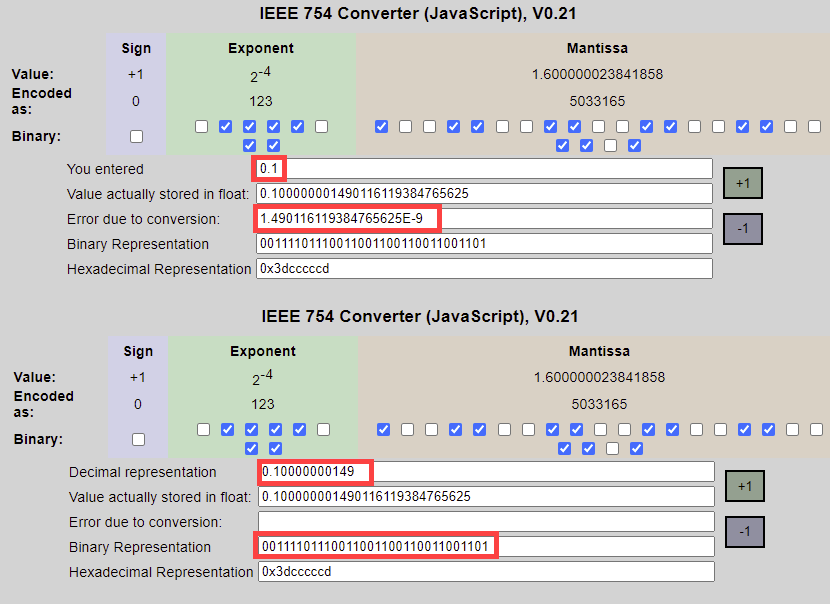 IEEE 754 Converter (JavaScript), V0.21
Sign Exponent Mantissa
Value: +1 2-4 1.600000023841858
Encoded as: 0 123 5033165
Binary:
You entered 0.1
Value actually stored in float: 0.100000001490116119384765625 +1
Error due to conversion: 1.490116119384765625E-9
Binary Representation 00111101110011001100110011001101 -1
Hexadecimal Representation 0x3dcccccd
IEEE 754 Converter (JavaScript), V0.21
Sign Exponent Mantissa
Value: +1 2-4 1.600000023841858
Encoded as: 0 123 5033165
Binary:
Decimal representation 0.10000000149
Value actually stored in float: 0.100000001490116119384765625 +1
Error due to conversion:
Binary Representation 00111101110011001100110011001101 -1
Hexadecimal Representation 0x3dcccccd